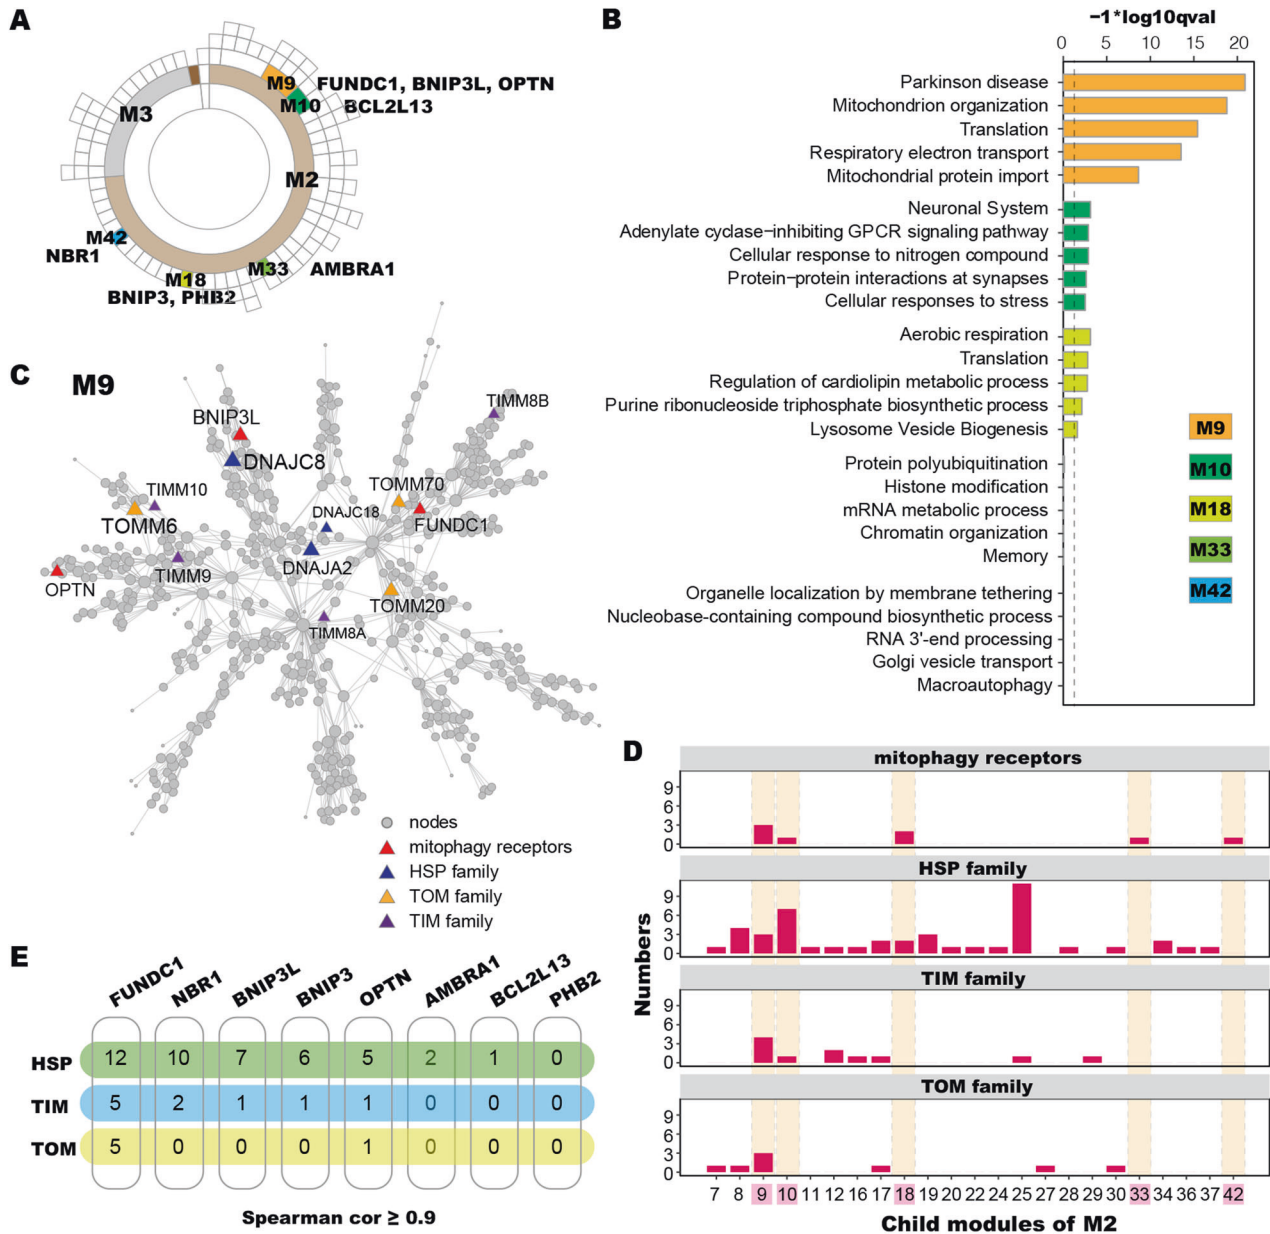 A
M9
FUNDC1, BNIP3L, OPTN
M10
BCL2L13
M3
M2
M42
NBR1
M33
AMBRA1
M18
BNIP3, PHB2
B
−1*log10qval
0 5 10 15 20
Parkinson disease
Mitochondrion organization
Translation
Respiratory electron transport
Mitochondrial protein import
Neuronal System
Adenylate cyclase−inhibiting GPCR signaling pathway
Cellular response to nitrogen compound
Protein−protein interactions at synapses
Cellular responses to stress
Aerobic respiration
Translation
Regulation of cardiolipin metabolic process
Purine ribonucleoside triphosphate biosynthetic process
Lysosome Vesicle Biogenesis
Protein polyubiquitination
Histone modification
mRNA metabolic process
Chromatin organization
Memory
Organelle localization by membrane tethering
Nucleobase-containing compound biosynthetic process
RNA 3'-end processing
Golgi vesicle transport
Macroautophagy
M9
M10
M18
M33
M42
C
M9
TIMM8B
BNIP3L
DNAJC8
TIMM10
TOMM70
TOMM6
DNAJC18
FUNDC1
DNAJA2
TIMM9
OPTN
TOMM20
TIMM8A
nodes
mitophagy receptors
HSP family
TOM family
TIM family
D
mitophagy receptors
9
6
3
0
HSP family
9
6
3
0
TIM family
9
6
3
0
TOM family
9
6
3
0
Numbers
7 8 9 10 11 12 16 17 18 19 20 22 24 25 27 28 29 30 33 34 36 37 42
Child modules of M2
E
FUNDC1 NBR1 BNIP3L BNIP3 OPTN AMBRA1 BCL2L13 PHB2
HSP 12 10 7 6 5 2 1 0
TIM 5 2 1 1 1 0 0 0
TOM 5 0 0 0 1 0 0 0
Spearman cor ≥ 0.9